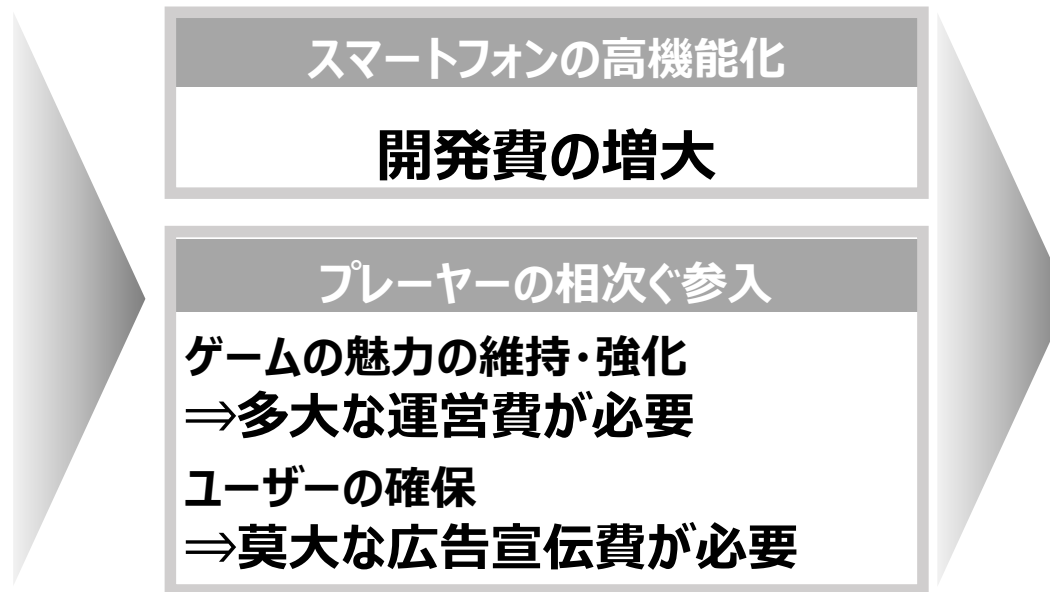 スマートフォンの高機能化
開発費の増大
プレーヤーの相次ぐ参入
ゲームの魅力の維持･強化
⇒多大な運営費が必要
ユーザーの確保
⇒莫大な広告宣伝費が必要